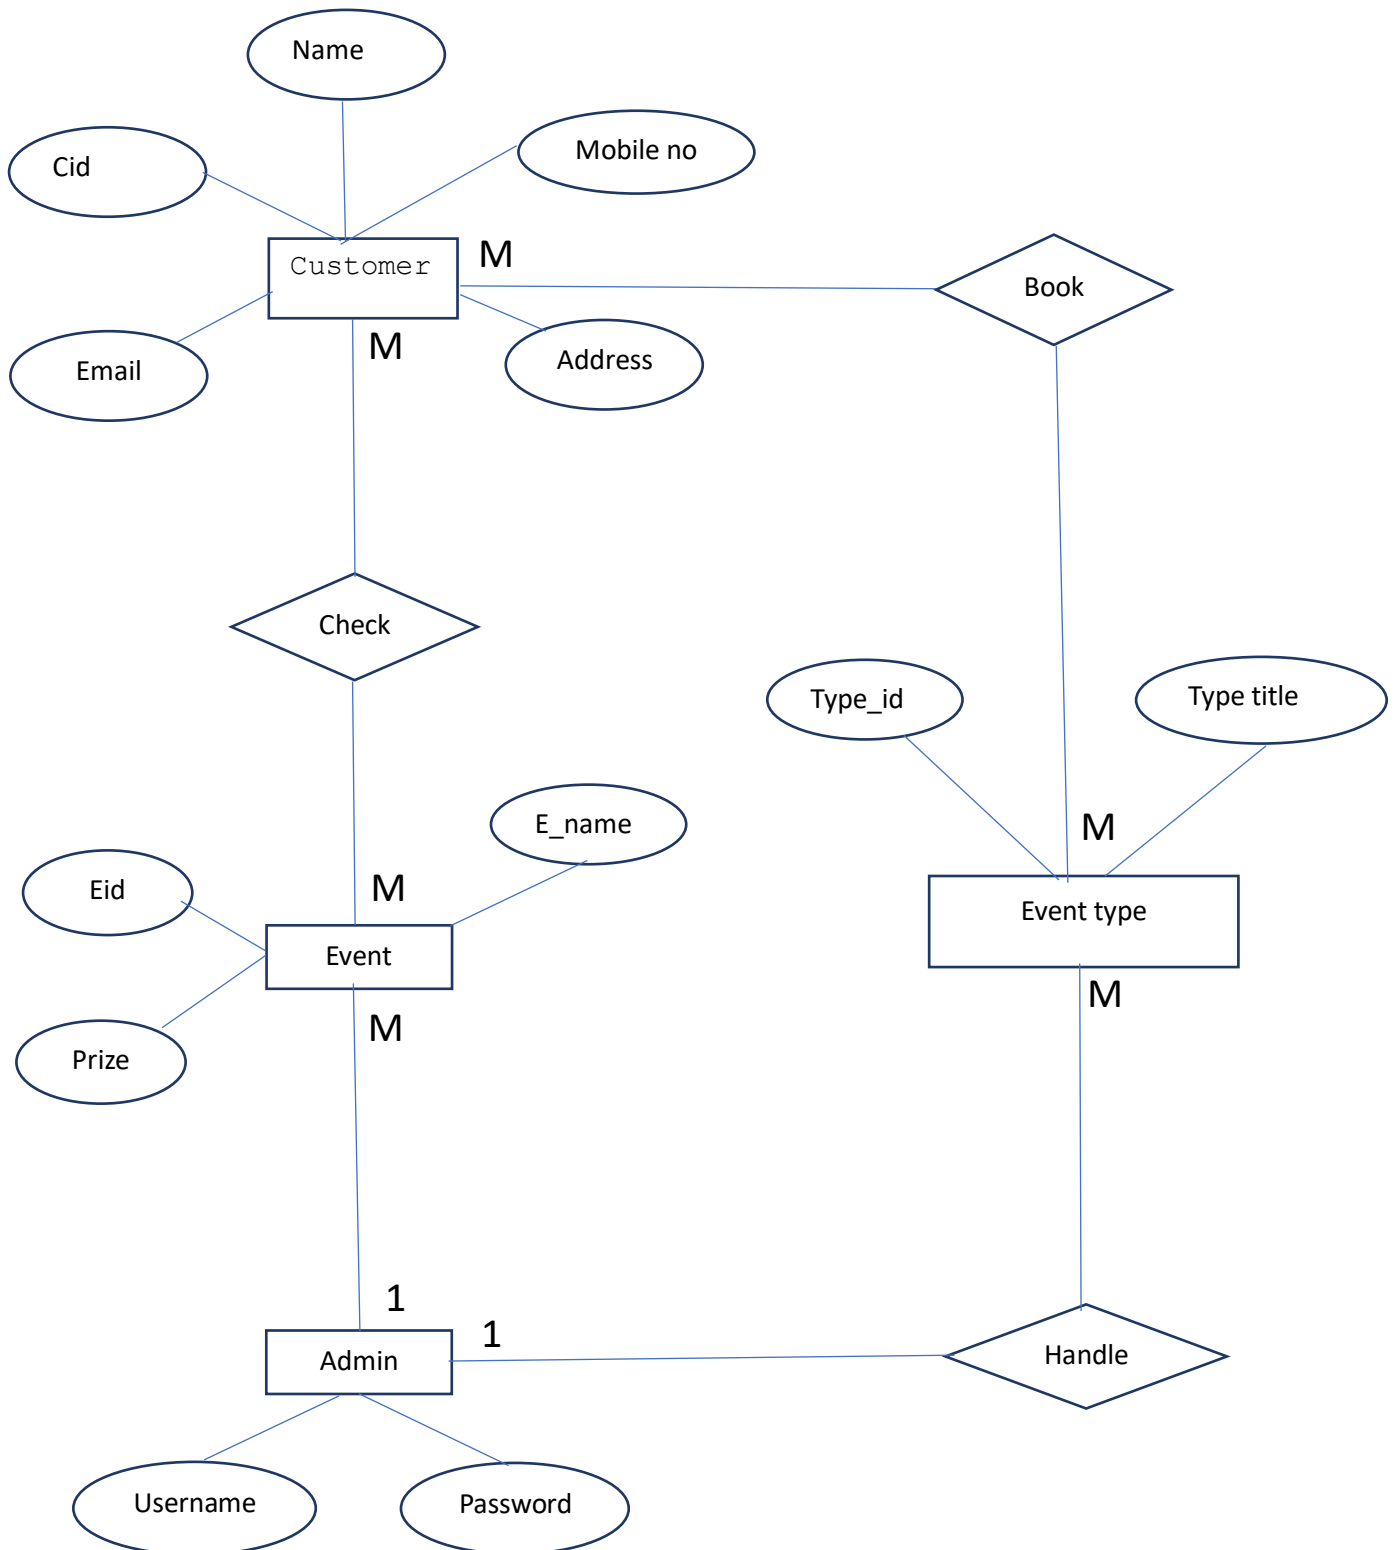 Name
Mobile no
Cid
Customer
M
Book
M
Address
Email
Check
Type_id
Type title
E_name
M
M
Eid
Event type
Event
M
M
Prize
1
1
Admin
Handle
Username
Password